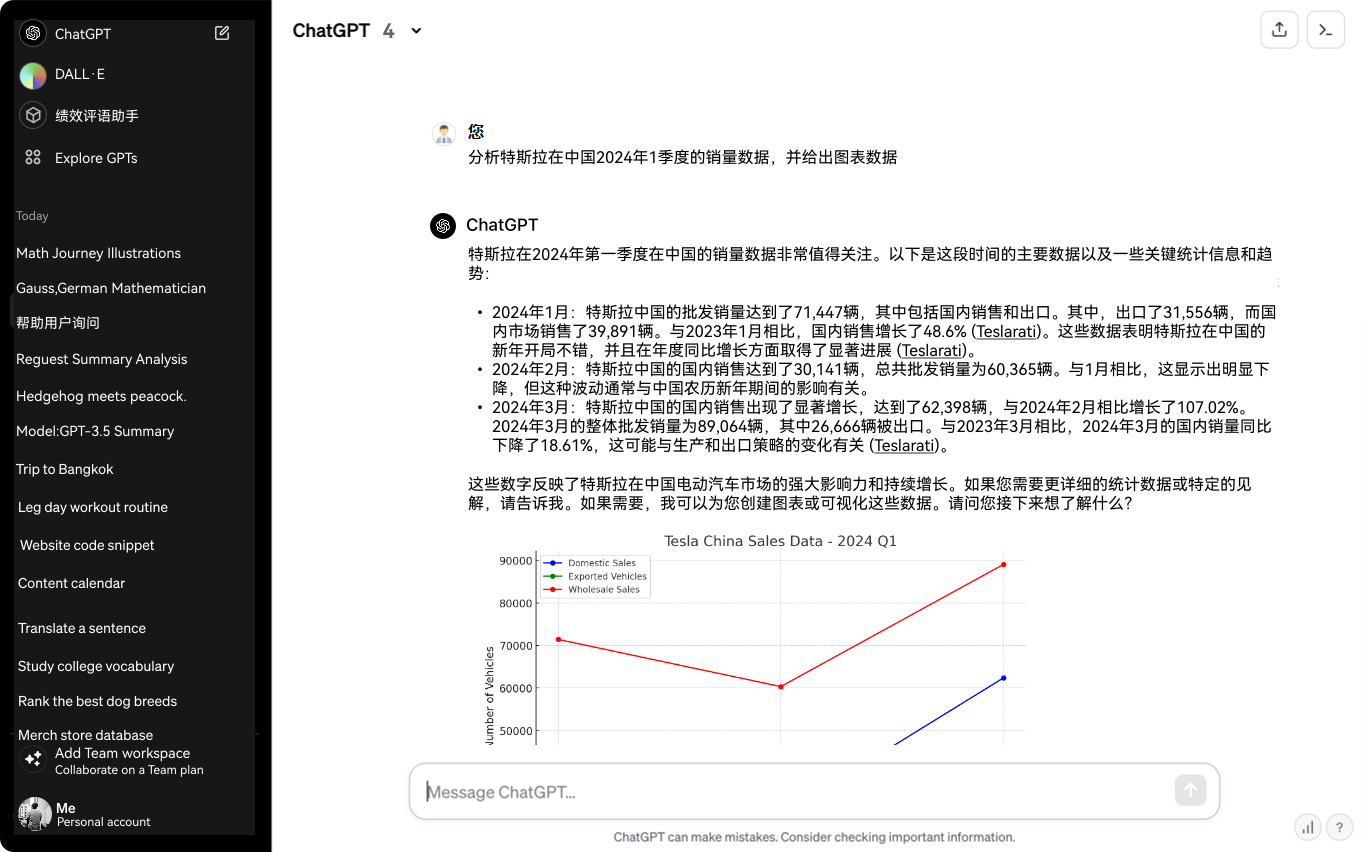 ChatGPT
DALL·E
绩效评语助手
Explore GPTs
Today
Math Journey Illustrations
Gauss,German Mathematician
帮助用户询问
Reguest Summary Analysis
Hedgehog meets peacock.
Model:GPT-3.5 Summary
Trip to Bangkok
Leg day workout routine
Website code snippet
Content calendar
Translate a sentence
Study college vocabulary
Rank the best dog breeds
Merch store database
Add Team workspace
Collaborate on a Team plan
Me
Personal account
ChatGPT 4
您
分析特斯拉在中国2024年1季度的销量数据，并给出图表数据
ChatGPT
特斯拉在2024年第一季度在中国的销量数据非常值得关注。以下是这段时间的主要数据以及一些关键统计信息和趋
势：
• 2024年1月：特斯拉中国的批发销量达到了71,447辆，其中包括国内销售和出口。其中，出口了31,556辆，而国
内市场销售了39,891辆。与2023年1月相比，国内销售增长了48.6% (Teslarati)。这些数据表明特斯拉在中国的
新年开局不错，并且在年度同比增长方面取得了显著进展 (Teslarati)。
• 2024年2月：特斯拉中国的国内销售达到了30,141辆，总共批发销量为60,365辆。与1月相比，这显示出明显下
降，但这种波动通常与中国农历新年期间的影响有关。
• 2024年3月：特斯拉中国的国内销售出现了显著增长，达到了62,398辆，与2024年2月相比增长了107.02%。
2024年3月的整体批发销量为89,064辆，其中26,666辆被出口。与2023年3月相比，2024年3月的国内销量同比
下降了18.61%，这可能与生产和出口策略的变化有关 (Teslarati)。
这些数字反映了特斯拉在中国电动汽车市场的强大影响力和持续增长。如果您需要更详细的统计数据或特定的见
解，请告诉我。如果需要，我可以为您创建图表或可视化这些数据。请问您接下来想了解什么？
Tesla China Sales Data - 2024 Q1
Domestic Sales
Exported Vehicles
Wholesale Sales
90000
80000
70000
60000
50000
Number of Vehicles
Message ChatGPT...
ChatGPT can make mistakes. Consider checking important information.
?